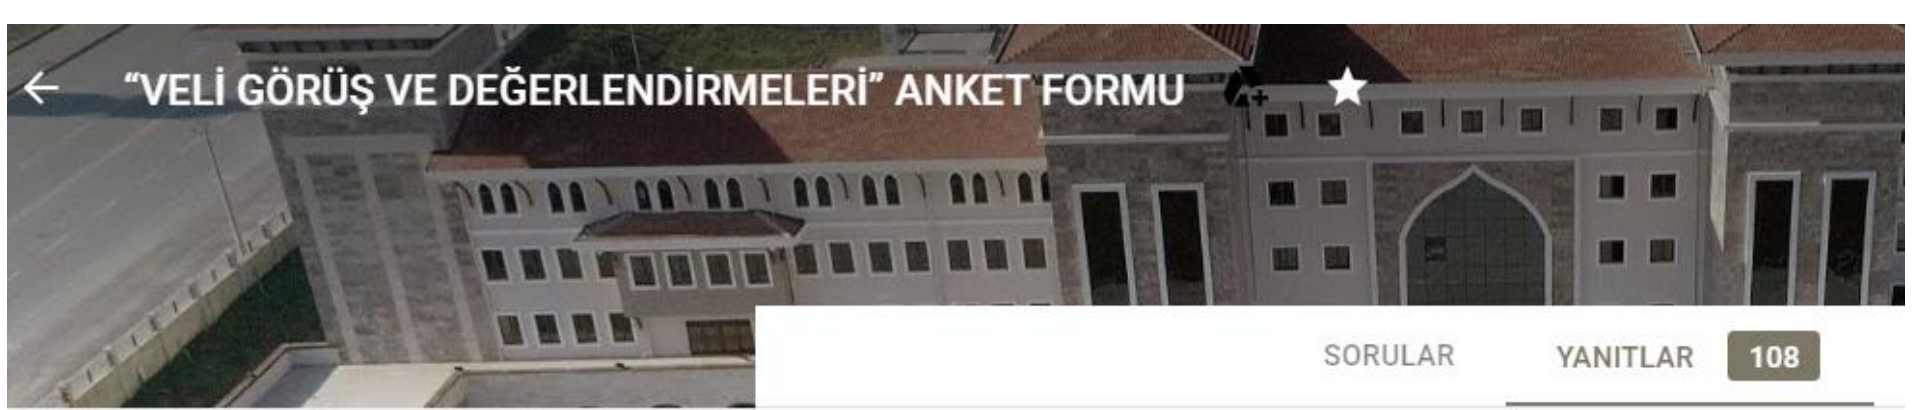 “VELİ GÖRÜŞ VE DEĞERLENDİRMELERİ” ANKET FORMU
SORULAR YANITLAR 108